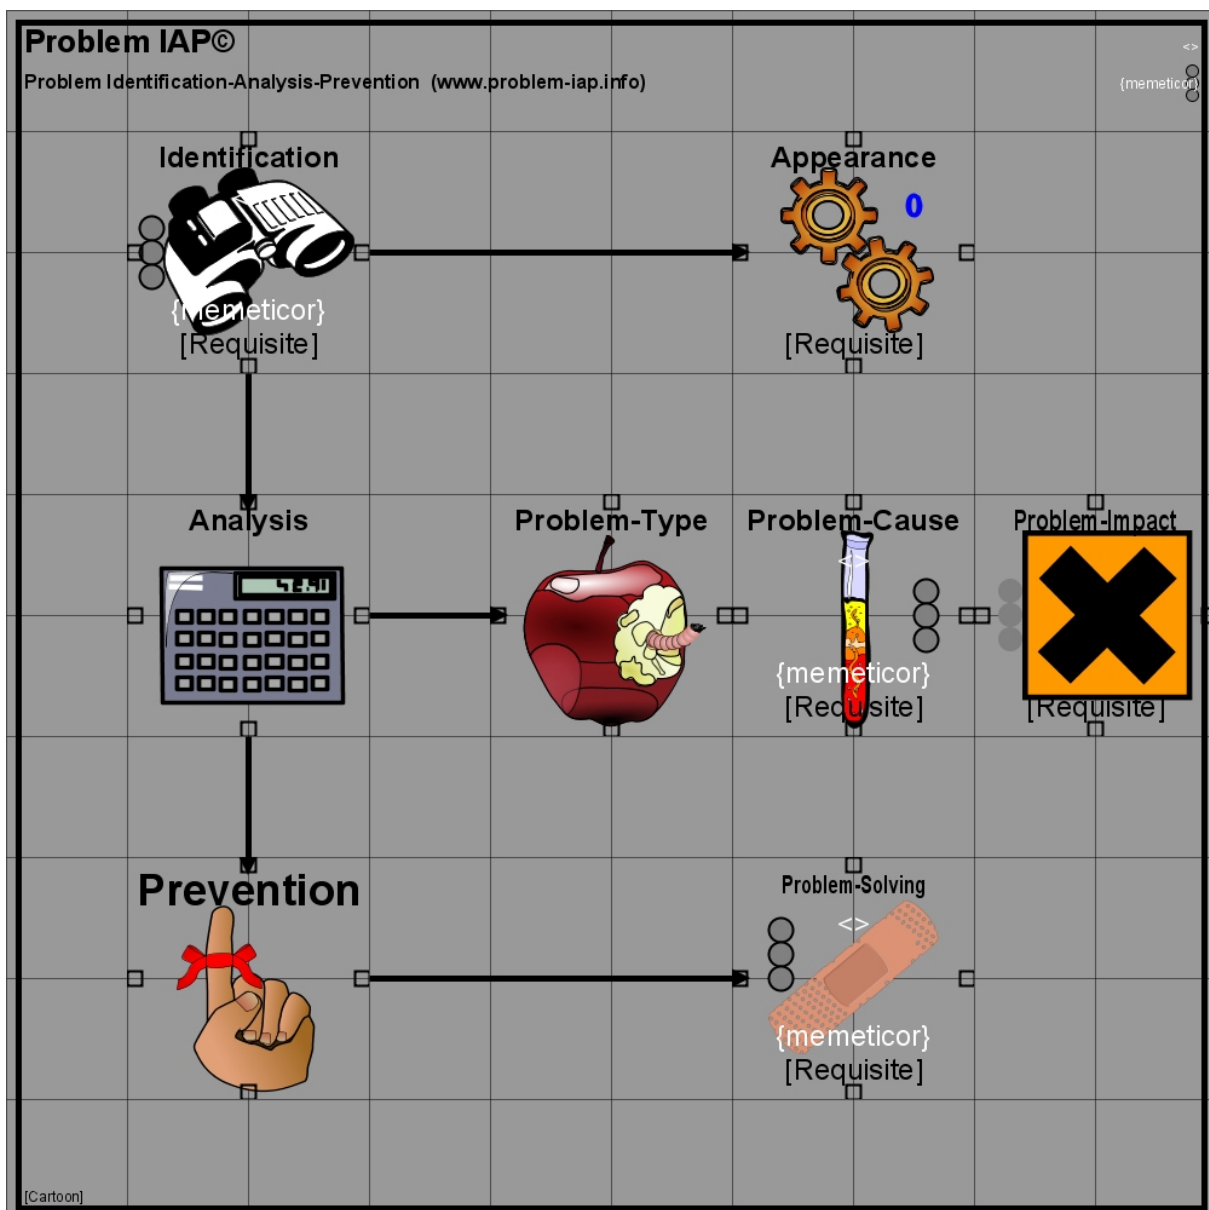 Problem IAP©
<>
Problem Identification-Analysis-Prevention (www.problem-iap.info)
{memeticor}
Identification
Appearance
0
{memeticor}
[Requisite]
[Requisite]
Analysis
Problem-Type
Problem-Cause
Problem-Impact
<>
{memeticor}
[Requisite]
[Requisite]
Prevention
Problem-Solving
<>
{memeticor}
[Requisite]
[Cartoon]